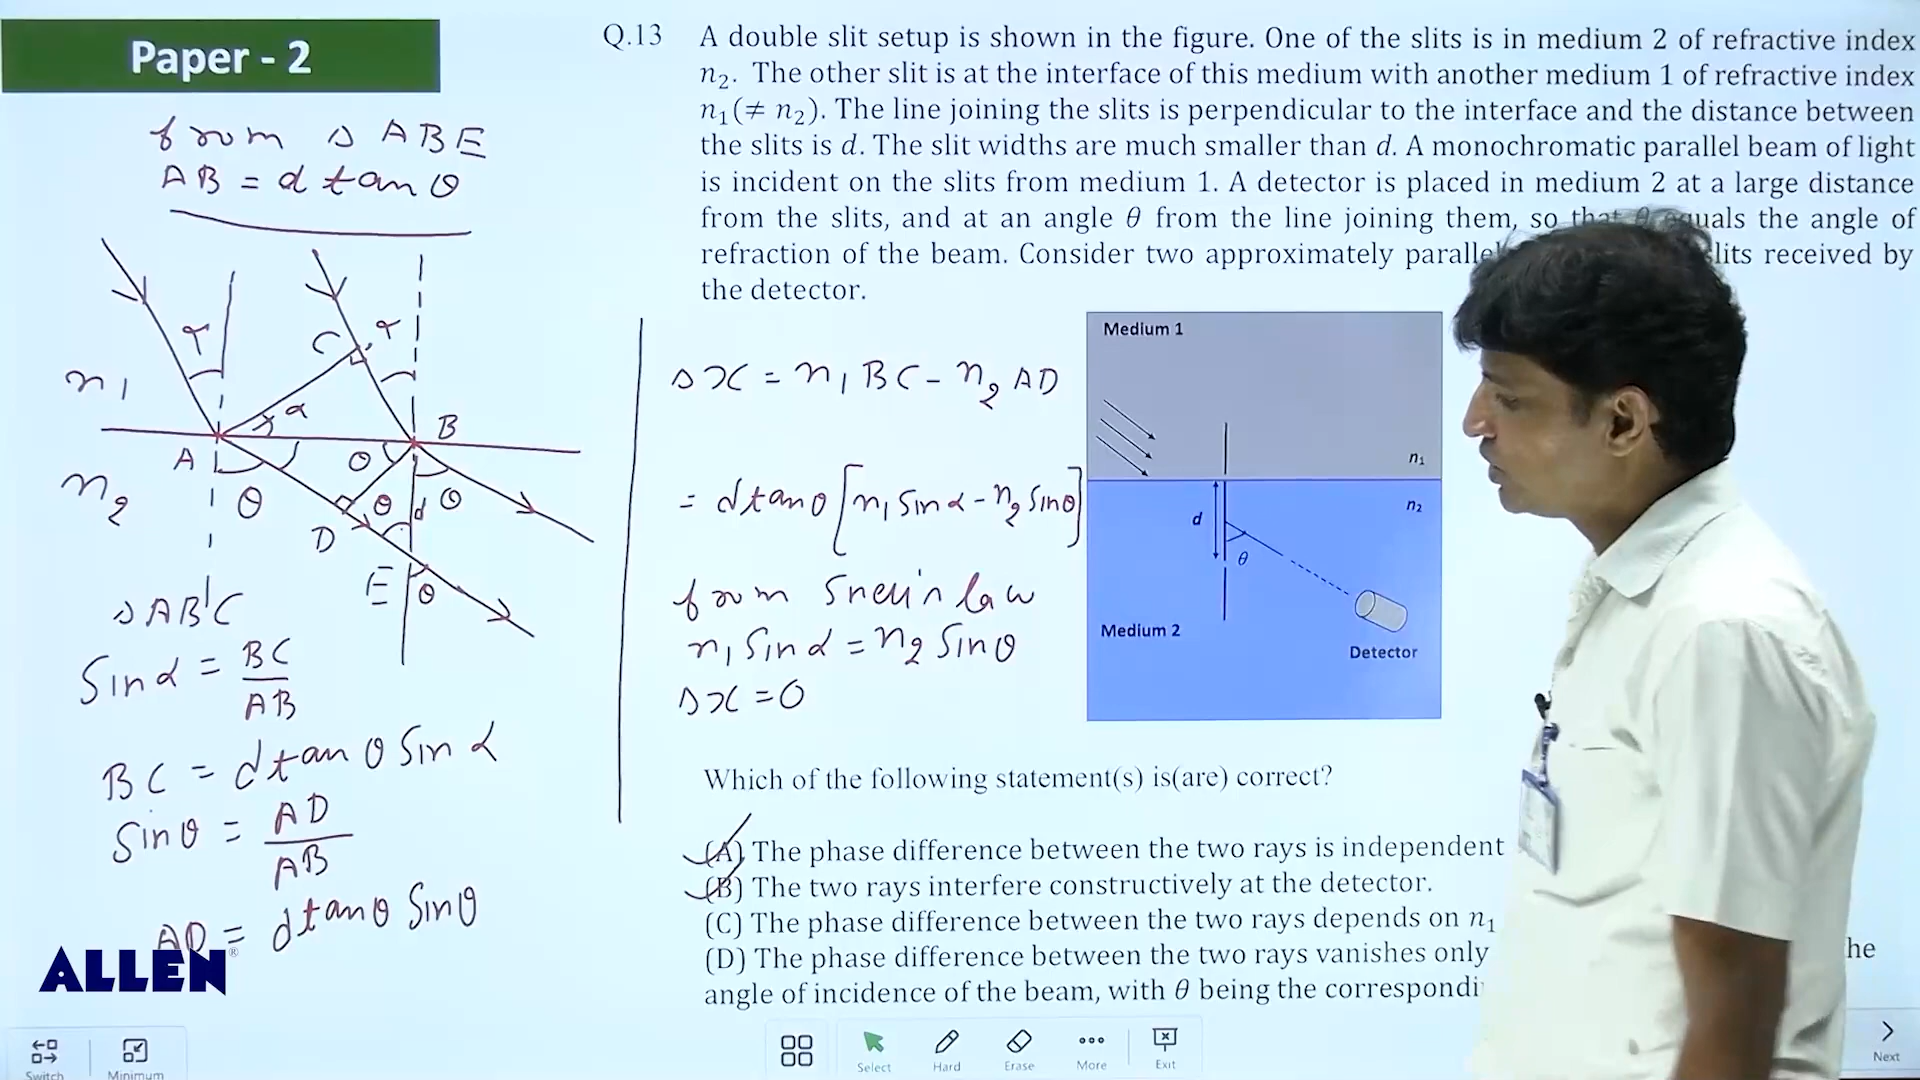 Paper - 2
from Δ ABE
AB = d tan θ
n1
r
C
r
α
A
B
θ
n2
θ
θ
d
θ
D
E
θ
Δ ABC
Sin α = BC / AB
BC = d tan θ Sin α
Sin θ = AD / AB
AD = d tan θ Sin θ
ALLEN®
Q.13 A double slit setup is shown in the figure. One of the slits is in medium 2 of refractive index
n₂. The other slit is at the interface of this medium with another medium 1 of refractive index
n₁(≠ n₂). The line joining the slits is perpendicular to the interface and the distance between
the slits is d. The slit widths are much smaller than d. A monochromatic parallel beam of light
is incident on the slits from medium 1. A detector is placed in medium 2 at a large distance
from the slits, and at an angle θ from the line joining them, so that θ equals the angle of
refraction of the beam. Consider two approximately parallel lits received by
the detector.
Δx = n₁ BC - n₂ AD
= d tan θ [n₁ Sin α - n₂ Sin θ]
from Snell's law
n₁ Sin α = n₂ Sin θ
Δx = 0
Medium 1
n₁
n₂
d
θ
Medium 2
Detector
Which of the following statement(s) is(are) correct?
(A) The phase difference between the two rays is independent
(B) The two rays interfere constructively at the detector.
(C) The phase difference between the two rays depends on n₁
(D) The phase difference between the two rays vanishes only he
angle of incidence of the beam, with θ being the correspondi
Switch
Minimum
Select
Hard
Erase
More
Exit
Next